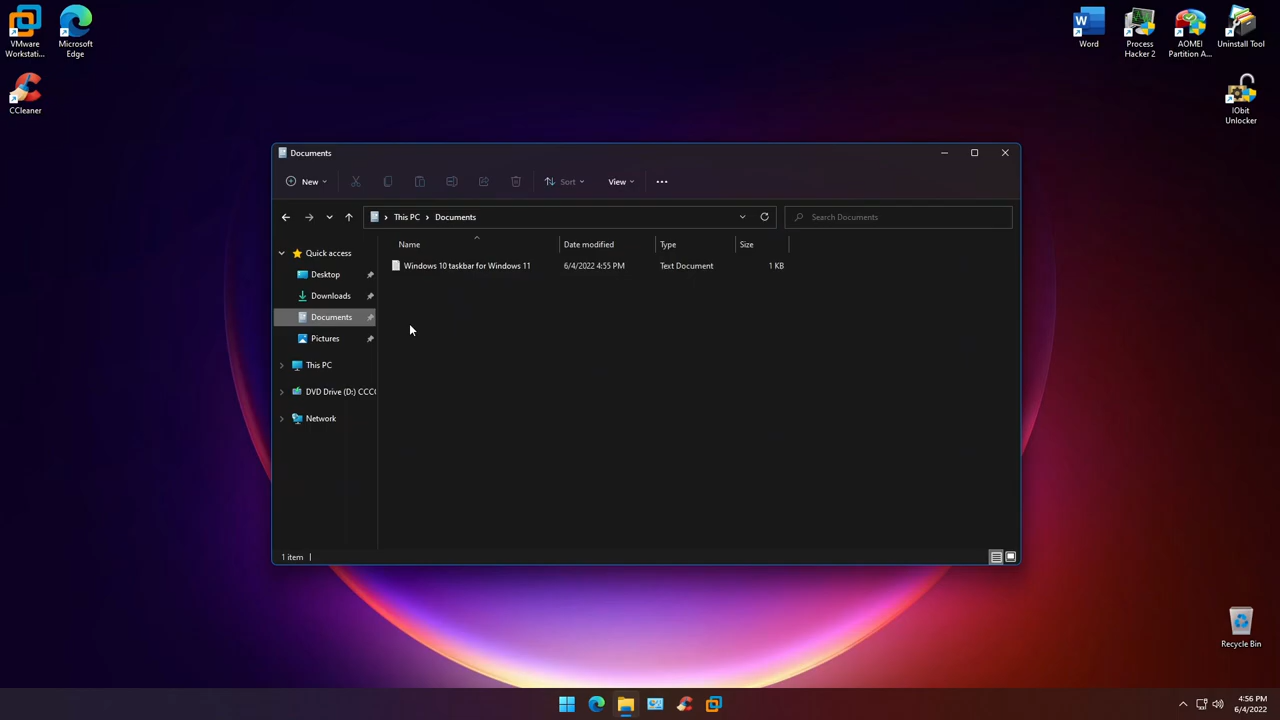 VMware
Workstati...
Microsoft
Edge
CCleaner
Word
Process
Hacker 2
AOMEI
Partition A...
Uninstall Tool
IObit
Unlocker
Documents
New
Sort
View
This PC
Documents
Search Documents
Name
Date modified
Type
Size
Windows 10 taskbar for Windows 11
6/4/2022 4:55 PM
Text Document
1 KB
Quick access
Desktop
Downloads
Documents
Pictures
This PC
DVD Drive (D:) CCC
Network
1 item
Recycle Bin
4:56 PM
6/4/2022